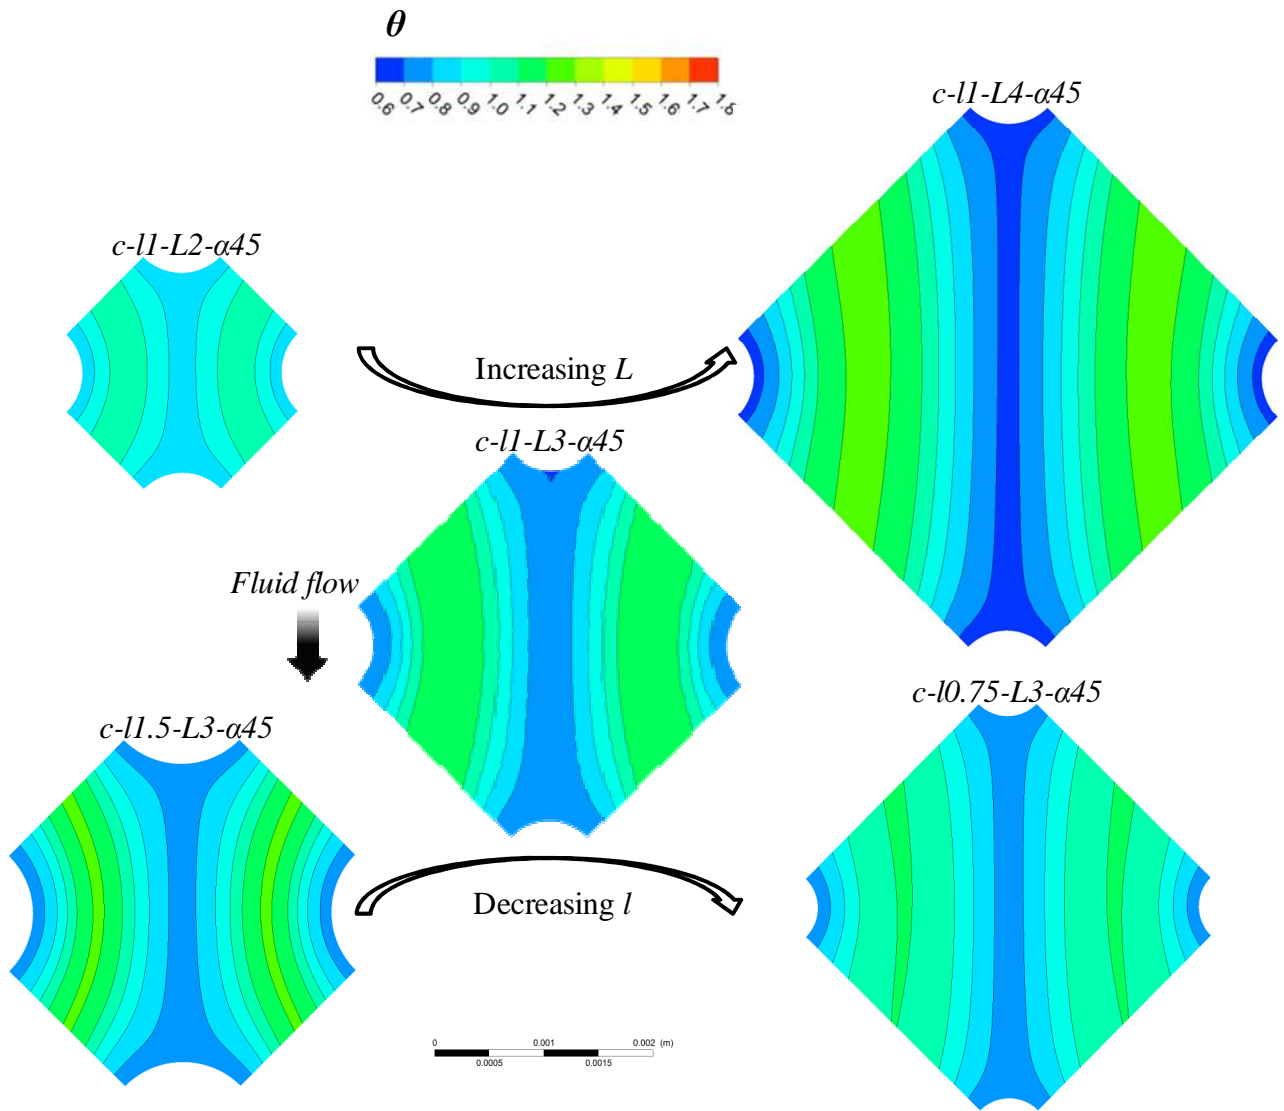 θ
0.6 0.7 0.8 0.9 1.0 1.1 1.2 1.3 1.4 1.5 1.6 1.7
c-l1-L4-α45
c-l1-L2-α45
Increasing L
c-l1-L3-α45
Fluid flow
c-l0.75-L3-α45
c-l1.5-L3-α45
Decreasing l
0 0.001 0.002 (m)
0.0005 0.0015